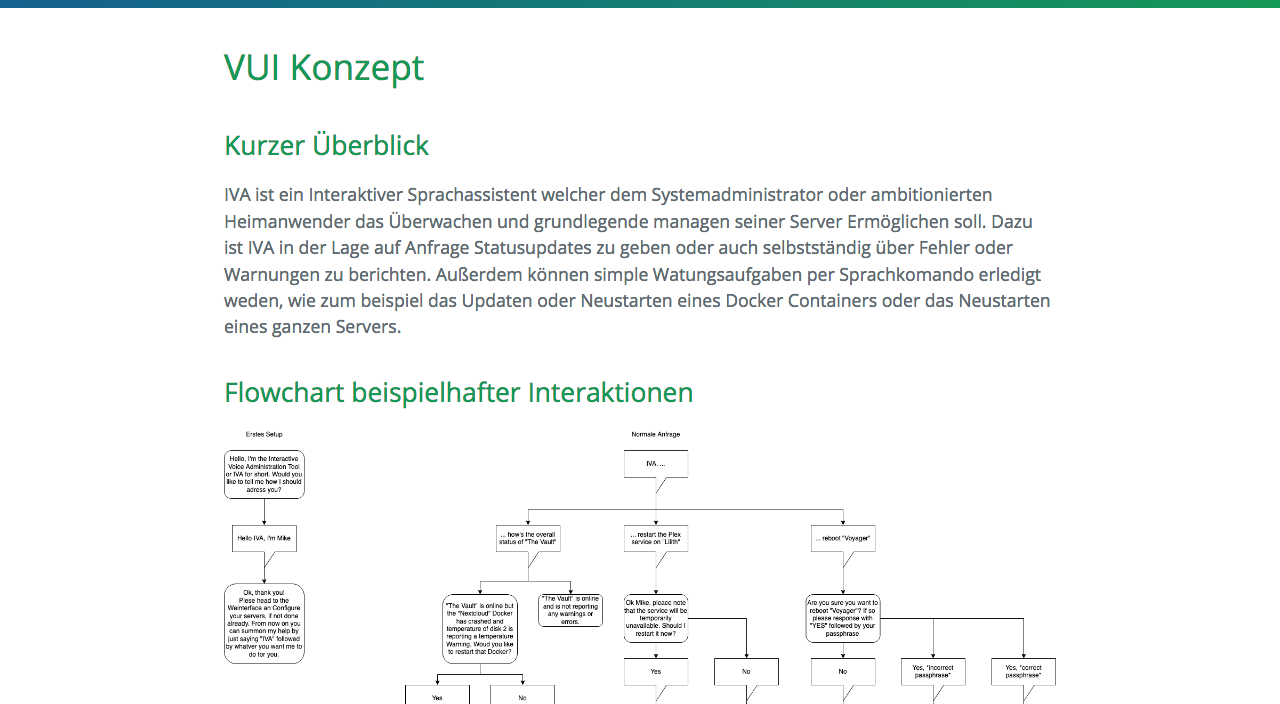 VUI Konzept
Kurzer Überblick
IVA ist ein Interaktiver Sprachassistent welcher dem Systemadministrator oder ambitionierten
Heimanwender das Überwachen und grundlegende managen seiner Server Ermöglichen soll. Dazu
ist IVA in der Lage auf Anfrage Statusupdates zu geben oder auch selbstständig über Fehler oder
Warnungen zu berichten. Außerdem können simple Watungsaufgaben per Sprachkomando erledigt
weden, wie zum beispiel das Updaten oder Neustarten eines Docker Containers oder das Neustarten
eines ganzen Servers.
Flowchart beispielhafter Interaktionen
Erstes Setup
Hello, I'm the Interactive
Voice Administration Tool
or IVA for short. Would you
like to tell me how I should
adress you?
Hello IVA, I'm Mike
Ok, thank you!
Plese head to the
Weinterface an Configure
your servers, if not done
already. From now on you
can summon my help by
just saying "IVA" followed
by whatver you want me to
do for you.
Normale Anfrage
IVA, ...
... how's the overall
status of "The Vault"
... restart the Plex
service on ¨Lilith"
... reboot "Voyager"
"The Vault" is online but
the "Nextcloud" Docker
has crashed and
temperature of disk 2 is
reporting a temperature
Warning. Woud you like
to restart that Docker?
"The Vault" is online
and is not reporting
any warnings or
errors.
Ok Mike, pleace note
that the service will be
temporarily
unavailable. Should I
restart it now?
Are you sure you want to
reboot "Voyager"? If so
please response with
"YES" followed by your
passphrase
Yes
No
No
Yes, *incorrect
passphrase*
Yes, *correct
passphrase*
Yes
No